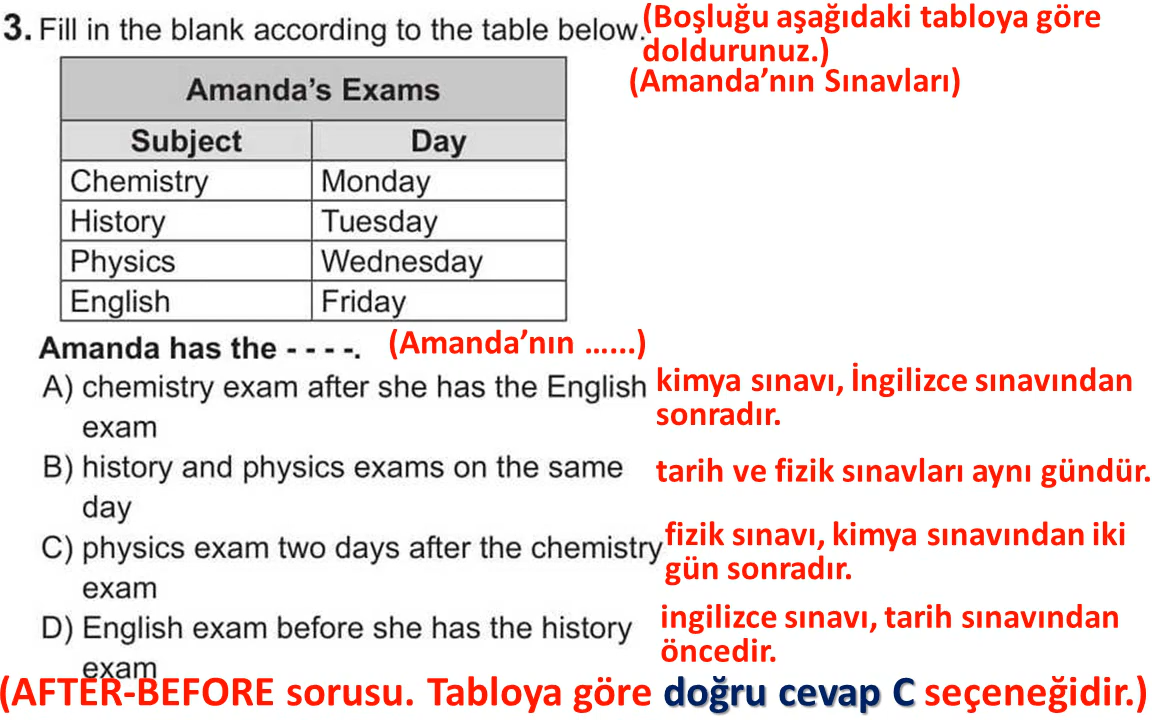 3. Fill in the blank according to the table below.
(Boşluğu aşağıdaki tabloya göre
doldurunuz.)
Amanda's Exams
(Amanda’nın Sınavları)
Subject Day
Chemistry Monday
History Tuesday
Physics Wednesday
English Friday
Amanda has the - - - -. (Amanda’nın …...)
A) chemistry exam after she has the English
exam
kimya sınavı, İngilizce sınavından
sonradır.
B) history and physics exams on the same
day
tarih ve fizik sınavları aynı gündür.
C) physics exam two days after the chemistry
exam
fizik sınavı, kimya sınavından iki
gün sonradır.
D) English exam before she has the history
exam
ingilizce sınavı, tarih sınavından
öncedir.
(AFTER-BEFORE sorusu. Tabloya göre doğru cevap C seçeneğidir.)